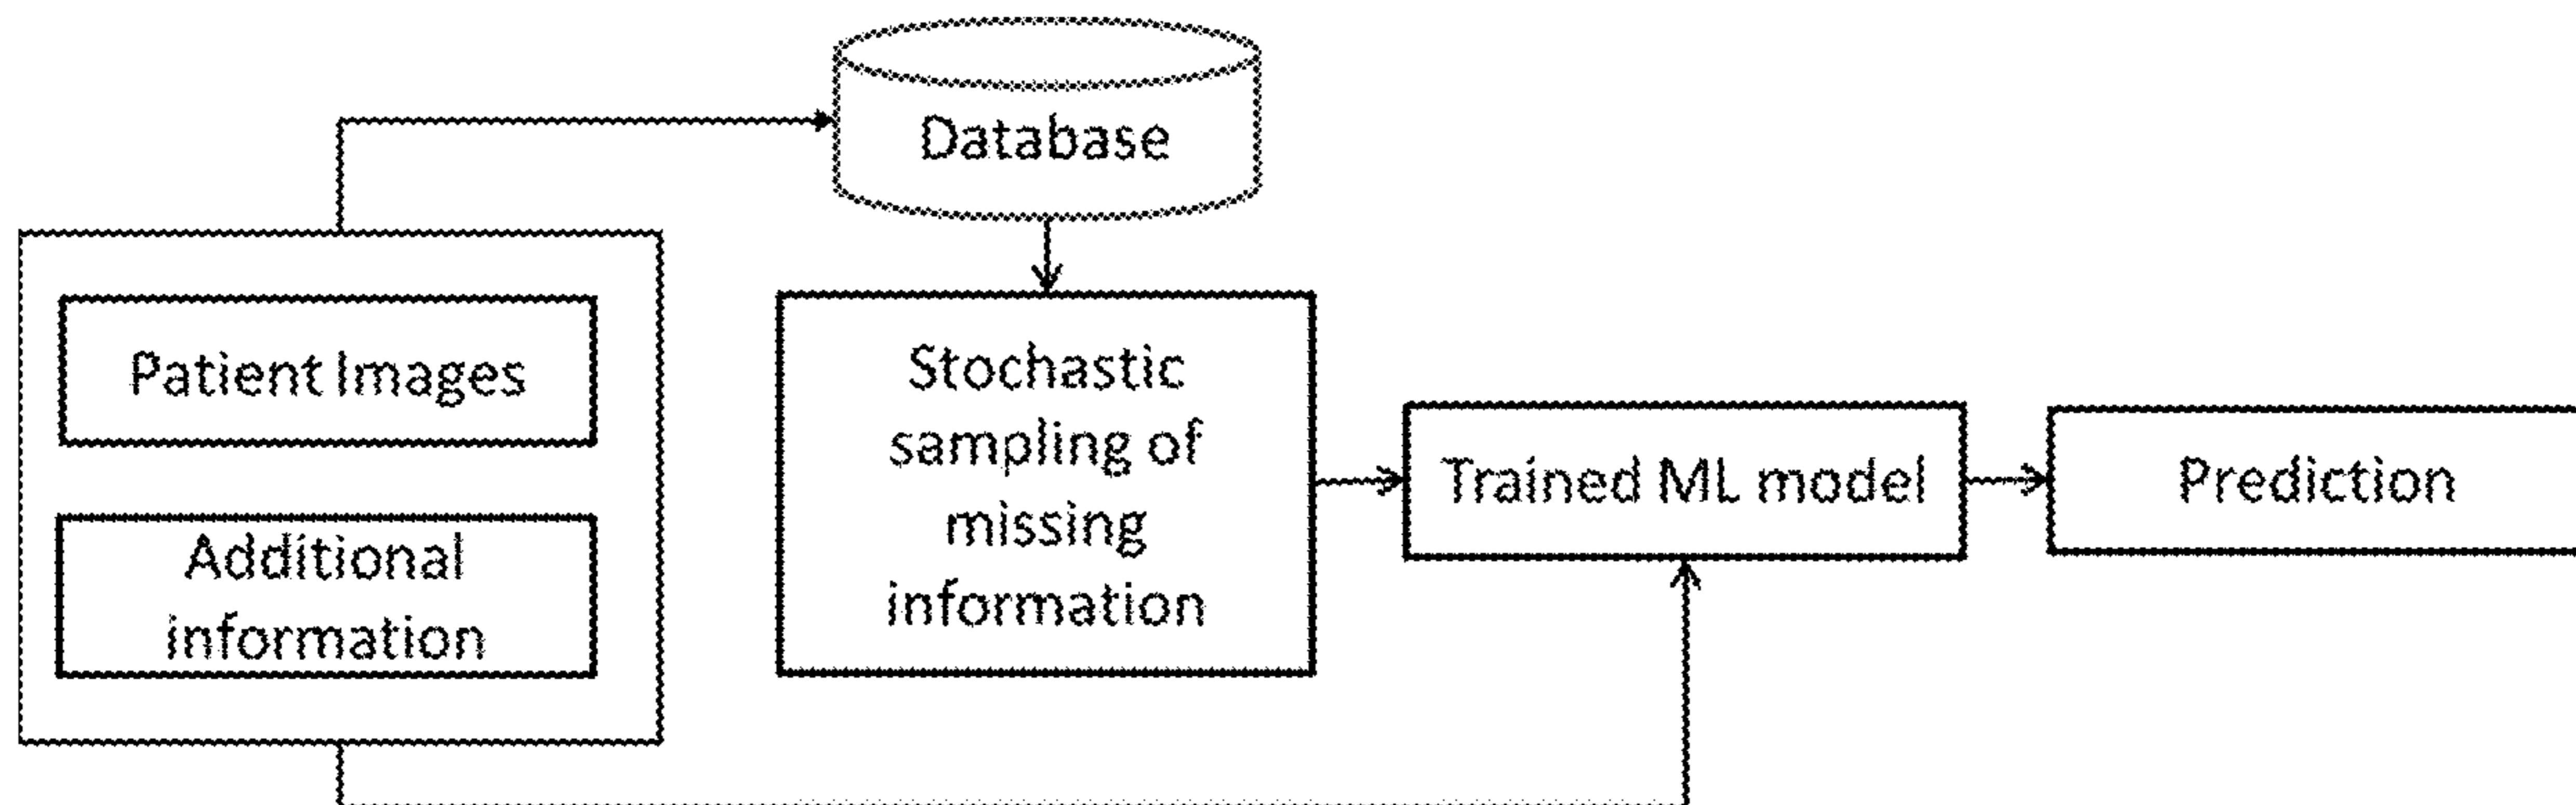 Database
Patient Images
Additional
information
Stochastic
sampling of
missing
information
Trained ML model
Prediction